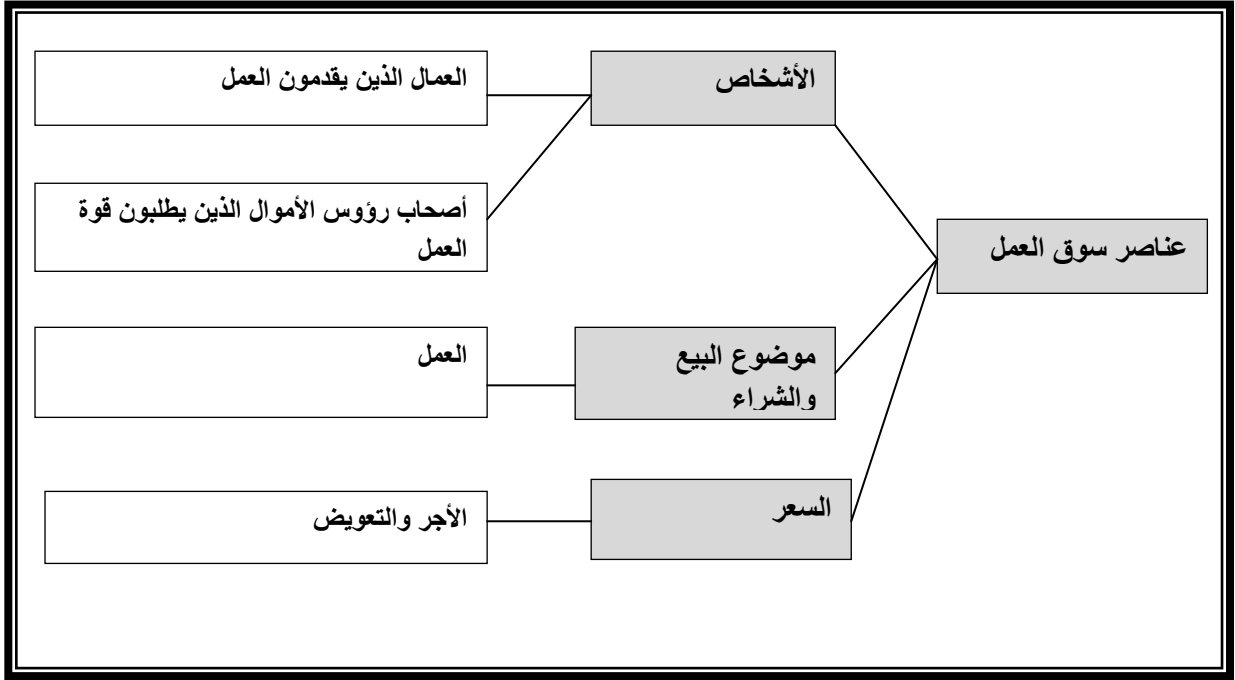 عناصر سوق العمل
الأشخاص
العمال الذين يقدمون العمل
أصحاب رؤوس الأموال الذين يطلبون قوة
العمل
موضوع البيع
والشراء
العمل
السعر
الأجر والتعويض